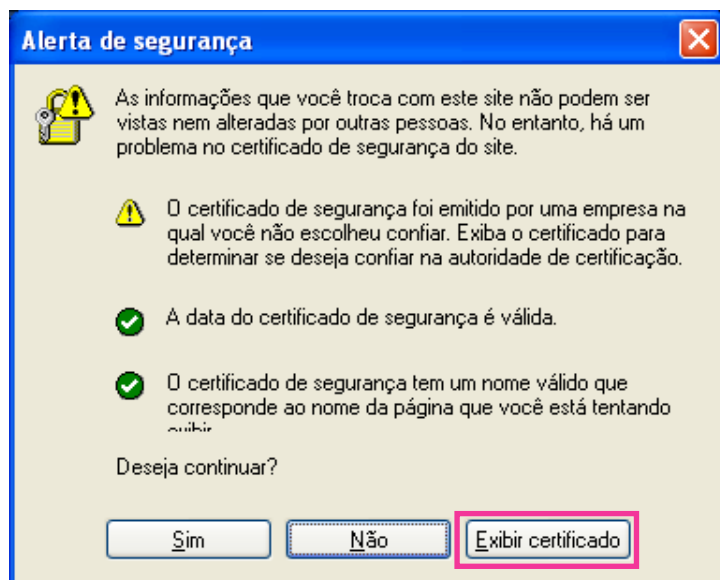 Alerta de segurança
As informações que você troca com este site não podem ser
vistas nem alteradas por outras pessoas. No entanto, há um
problema no certificado de segurança do site.
O certificado de segurança foi emitido por uma empresa na
qual você não escolheu confiar. Exiba o certificado para
determinar se deseja confiar na autoridade de certificação.
A data do certificado de segurança é válida.
O certificado de segurança tem um nome válido que
corresponde ao nome da página que você está tentando
exibir.
Deseja continuar?
Sim
Não
Exibir certificado